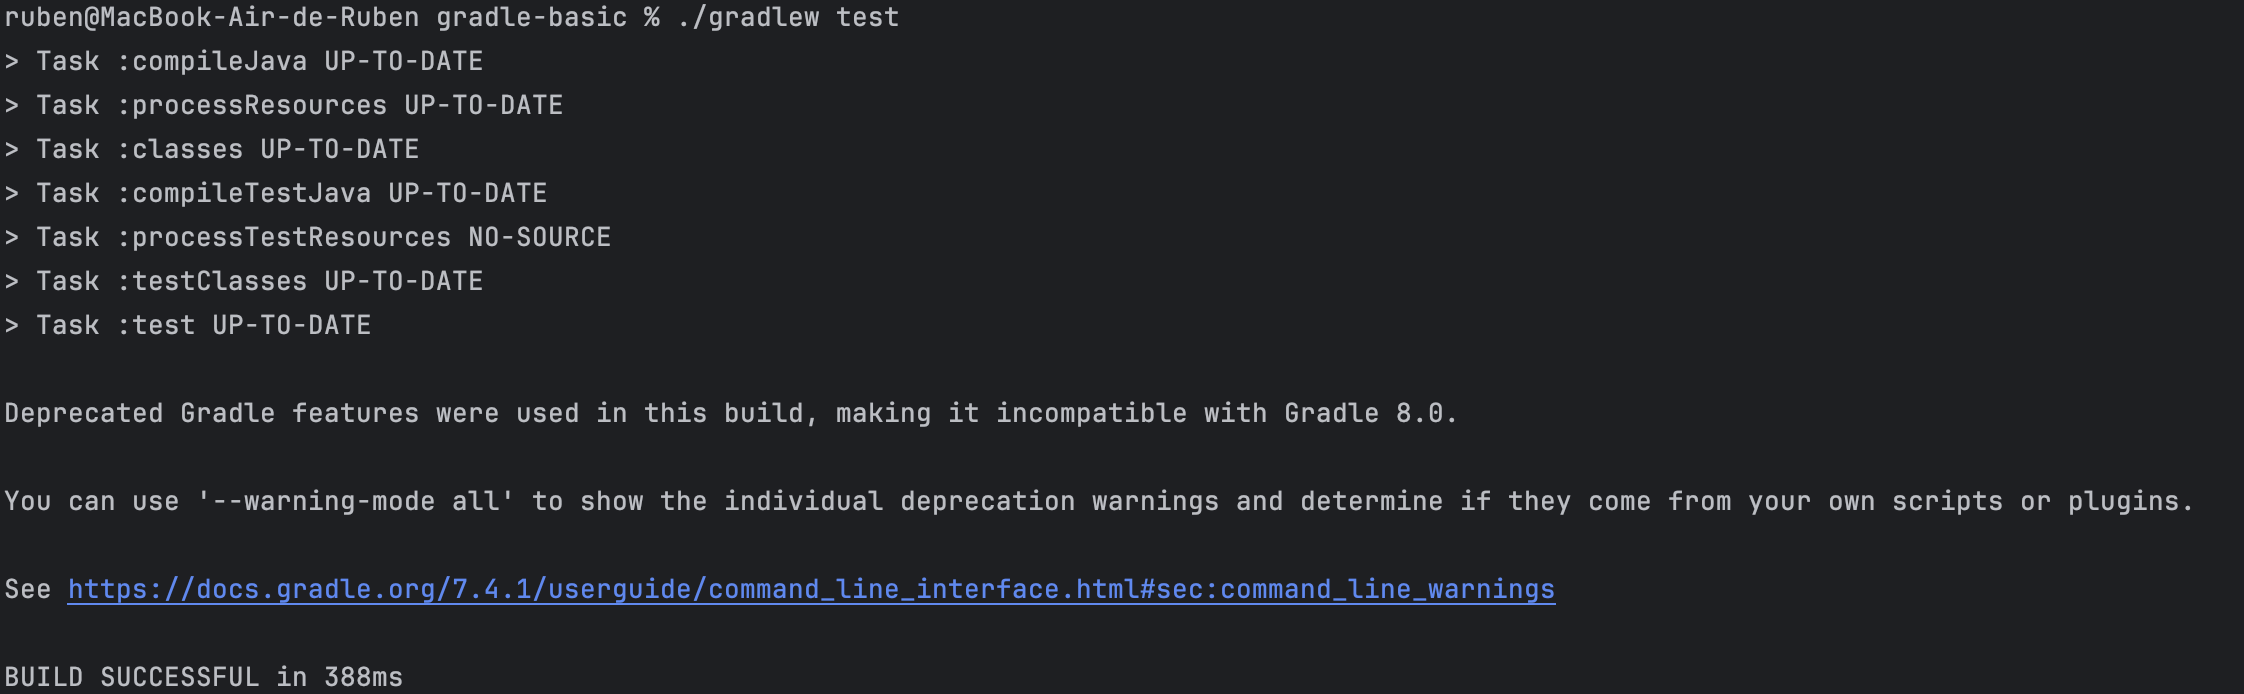 ruben@MacBook-Air-de-Ruben gradle-basic % ./gradlew test
> Task :compileJava UP-TO-DATE
> Task :processResources UP-TO-DATE
> Task :classes UP-TO-DATE
> Task :compileTestJava UP-TO-DATE
> Task :processTestResources NO-SOURCE
> Task :testClasses UP-TO-DATE
> Task :test UP-TO-DATE
Deprecated Gradle features were used in this build, making it incompatible with Gradle 8.0.
You can use '--warning-mode all' to show the individual deprecation warnings and determine if they come from your own scripts or plugins.
See https://docs.gradle.org/7.4.1/userguide/command_line_interface.html#sec:command_line_warnings
BUILD SUCCESSFUL in 388ms